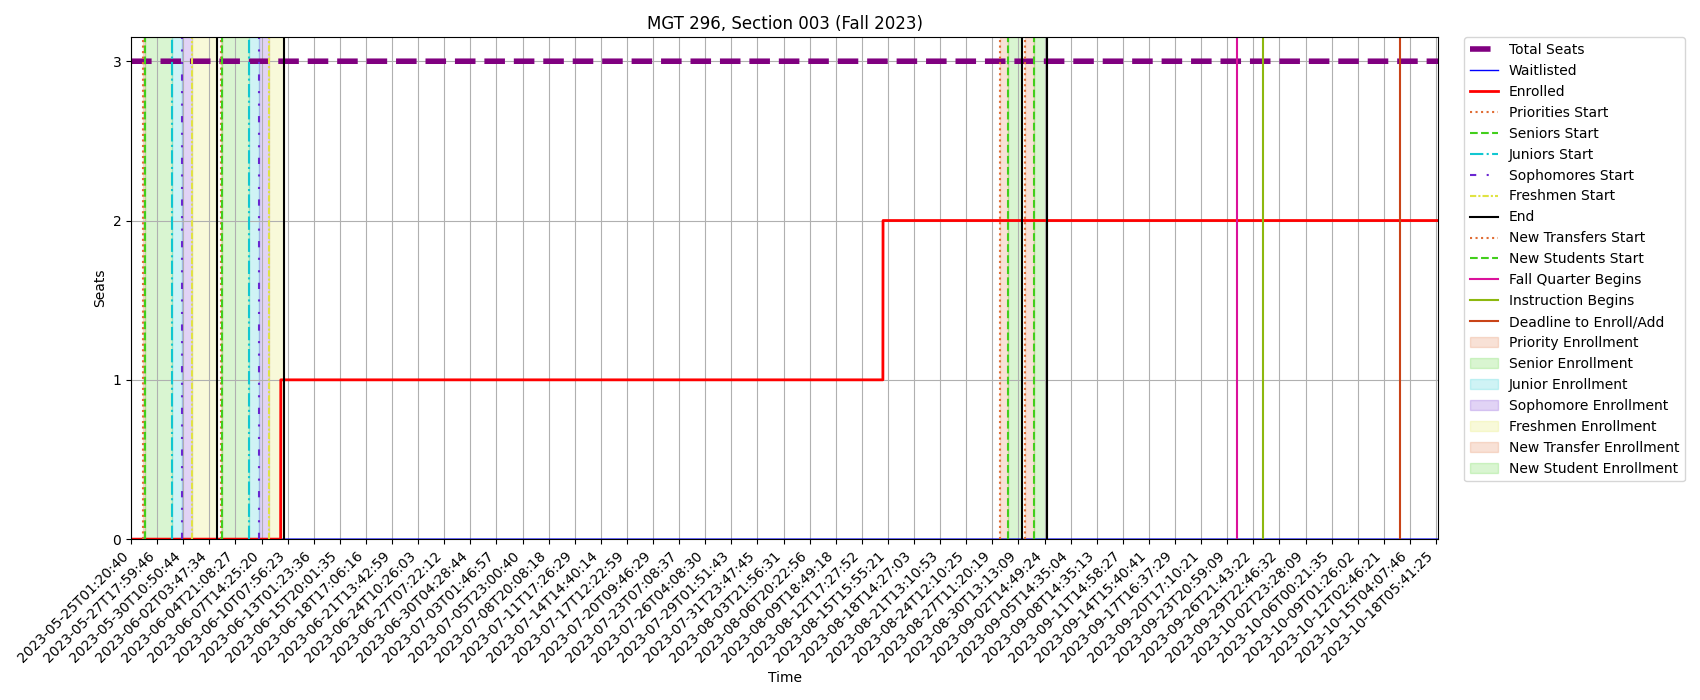 MGT 296, Section 003 (Fall 2023)
Seats
3
2
1
0
2023-05-25T01:20:40
2023-05-27T17:59:46
2023-05-30T10:50:44
2023-06-02T03:47:34
2023-06-04T21:08:27
2023-06-07T14:25:20
2023-06-10T07:56:23
2023-06-13T01:23:36
2023-06-15T20:01:35
2023-06-18T17:06:16
2023-06-21T13:42:59
2023-06-24T10:26:03
2023-06-27T07:22:12
2023-06-30T04:28:44
2023-07-03T01:46:57
2023-07-05T23:00:40
2023-07-08T20:08:18
2023-07-11T17:26:29
2023-07-14T14:40:14
2023-07-17T12:22:59
2023-07-20T09:46:29
2023-07-23T07:08:37
2023-07-26T04:08:30
2023-07-29T01:51:43
2023-07-31T23:47:45
2023-08-03T21:56:31
2023-08-06T20:22:56
2023-08-09T18:49:18
2023-08-12T17:27:52
2023-08-15T15:55:21
2023-08-18T14:27:03
2023-08-21T13:10:53
2023-08-24T12:10:25
2023-08-27T11:20:19
2023-08-30T13:13:09
2023-09-02T14:49:24
2023-09-05T14:35:04
2023-09-08T14:35:13
2023-09-11T14:58:27
2023-09-14T15:40:41
2023-09-17T16:37:29
2023-09-20T17:10:21
2023-09-23T20:59:09
2023-09-26T21:43:22
2023-09-29T22:46:32
2023-10-02T23:28:09
2023-10-06T00:21:35
2023-10-09T01:26:02
2023-10-12T02:46:21
2023-10-15T04:07:46
2023-10-18T05:41:25
Time
Total Seats
Waitlisted
Enrolled
Priorities Start
Seniors Start
Juniors Start
Sophomores Start
Freshmen Start
End
New Transfers Start
New Students Start
Fall Quarter Begins
Instruction Begins
Deadline to Enroll/Add
Priority Enrollment
Senior Enrollment
Junior Enrollment
Sophomore Enrollment
Freshmen Enrollment
New Transfer Enrollment
New Student Enrollment